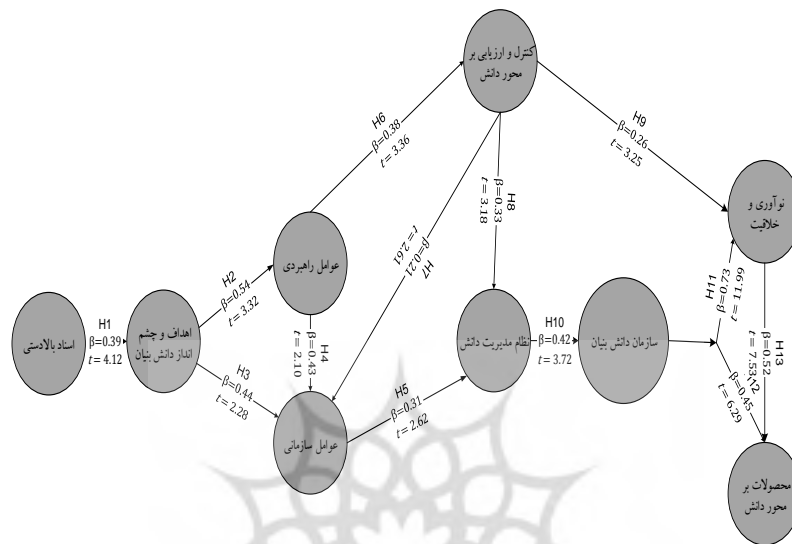 کنترل و ارزیابی بر
محور دانش
H6
β=0.38
t = 3.36
H9
β=0.26
t = 3.25
H8
β=0.33
t = 3.18
H7
β=0.21
t = 2.61
نوآوری و
خلاقیت
عوامل راهبردی
H2
β=0.54
t = 3.32
H1
β=0.39
t = 4.12
اسناد بالادستی
اهداف و چشم
انداز دانش بنیان
H4
β=0.43
t = 2.10
H3
β=0.44
t = 2.28
عوامل سازمانی
H5
β=0.31
t = 2.62
نظام مدیریت دانش
H10
β=0.42
t = 3.72
سازمان دانش بنیان
H11
β=0.73
t = 11.99
H13
β=0.52
t = 7.53
H12
β=0.45
t = 6.29
محصولات بر
محور دانش